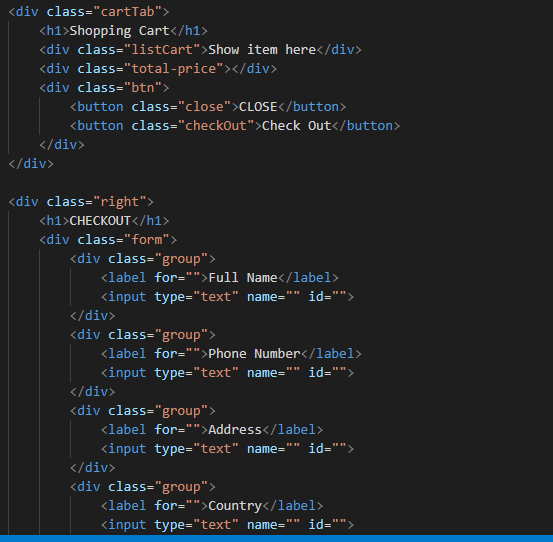 <div class="cartTab">
    <h1>Shopping Cart</h1>
    <div class="listCart">Show item here</div>
    <div class="total-price"></div>
    <div class="btn">
        <button class="close">CLOSE</button>
        <button class="checkOut">Check Out</button>
    </div>
</div>

<div class="right">
    <h1>CHECKOUT</h1>
    <div class="form">
        <div class="group">
            <label for="">Full Name</label>
            <input type="text" name="" id="">
        </div>
        <div class="group">
            <label for="">Phone Number</label>
            <input type="text" name="" id="">
        </div>
        <div class="group">
            <label for="">Address</label>
            <input type="text" name="" id="">
        </div>
        <div class="group">
            <label for="">Country</label>
            <input type="text" name="" id="">